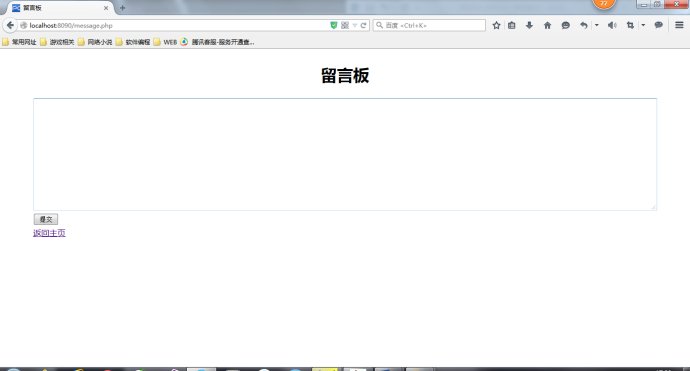 留言板
localhost:8090/message.php
百度 <Ctrl+K>
常用网址 游戏相关 网络小说 软件编程 WEB 腾讯客服-服务开通查...
留言板
提交
返回主页